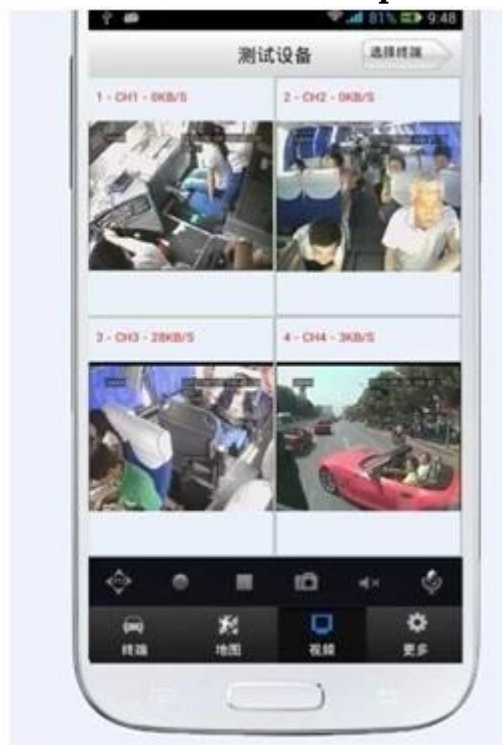 81% 9:48
测试设备 选择终端
1 - CH1 - 0KB/S
2 - CH2 - 0KB/S
3 - CH3 - 28KB/S
4 - CH4 - 3KB/S
终端 地图 视频 更多